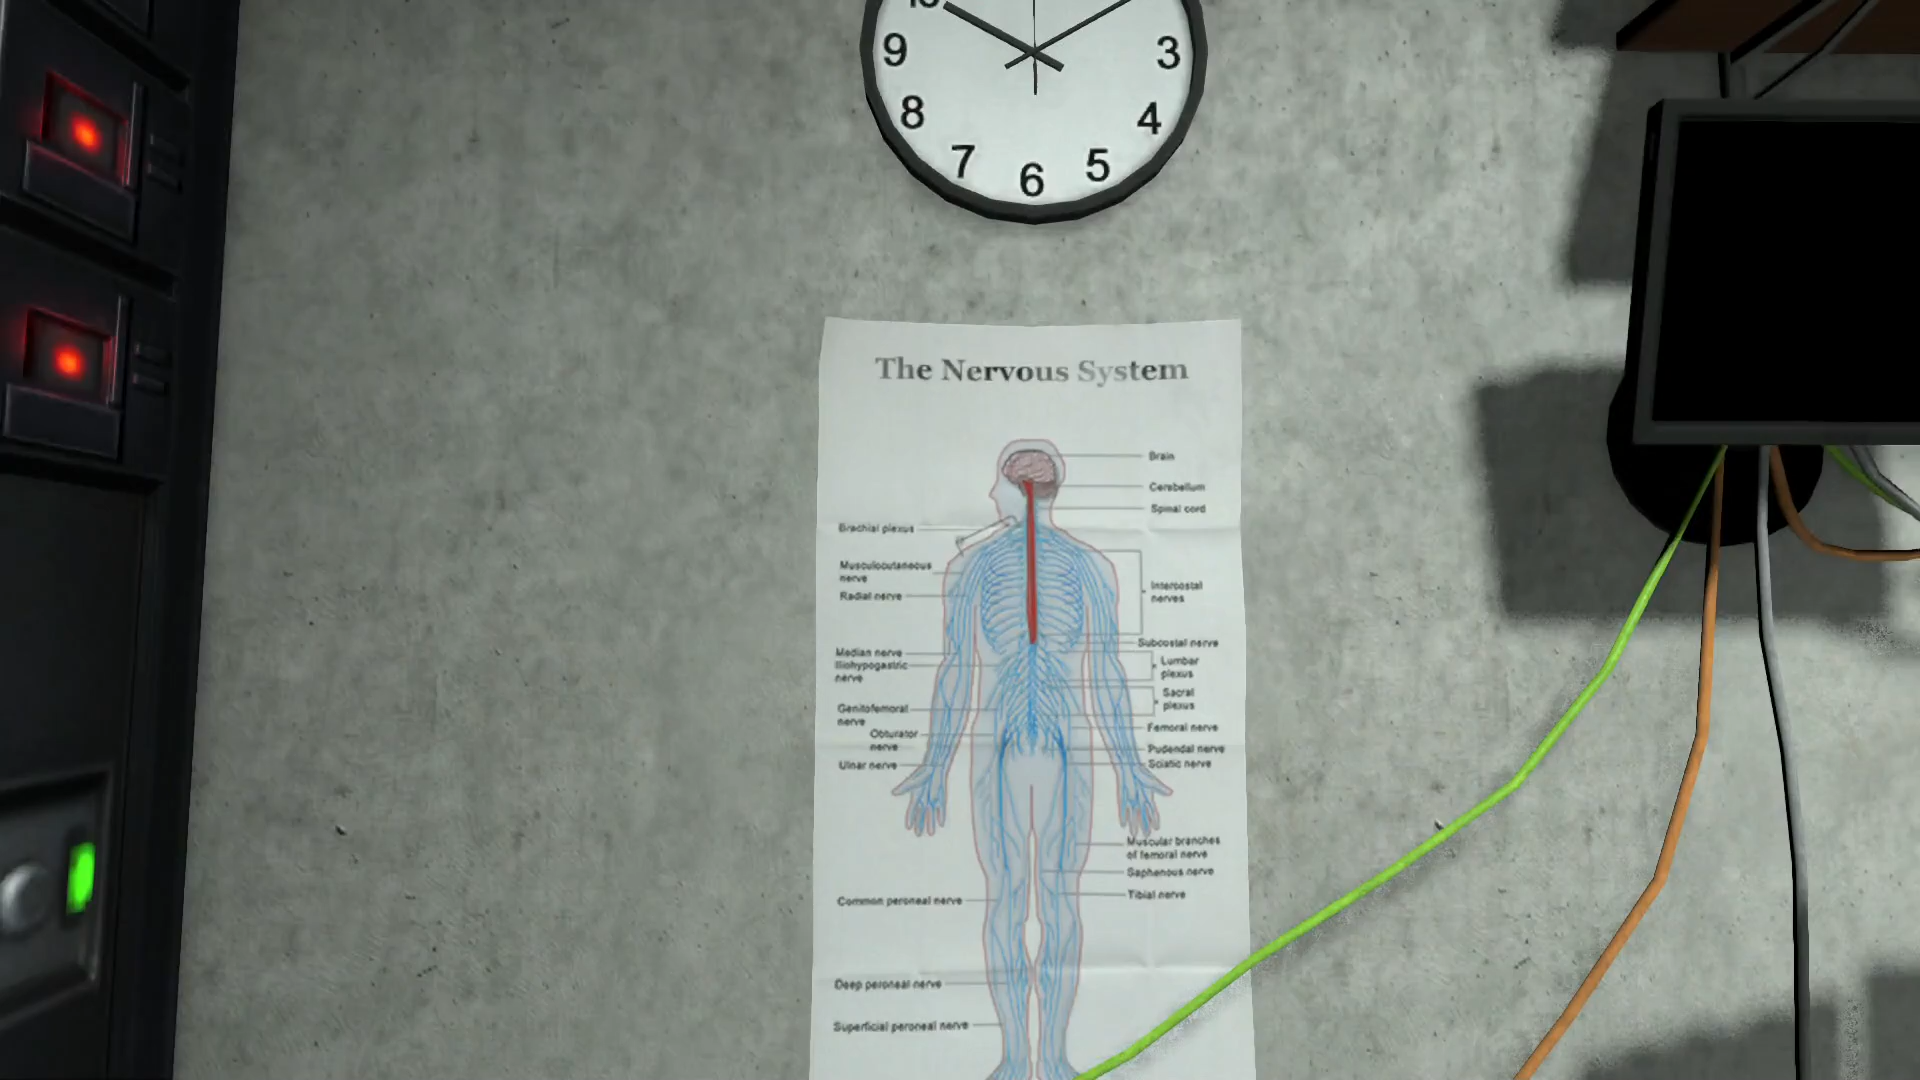 10
9
3
8
4
7
5
6
The Nervous System
Brain
Cerebellum
Spinal cord
Brachial plexus
Musculocutaneous
nerve
Radial nerve
Intercostal
nerves
Median nerve
Iliohypogastric
nerve
Subcostal nerve
Lumbar
plexus
Sacral
plexus
Genitofemoral
nerve
Obturator
nerve
Ulnar nerve
Femoral nerve
Pudendal nerve
Sciatic nerve
Muscular branches
of femoral nerve
Saphenous nerve
Tibial nerve
Common peroneal nerve
Deep peroneal nerve
Superficial peroneal nerve